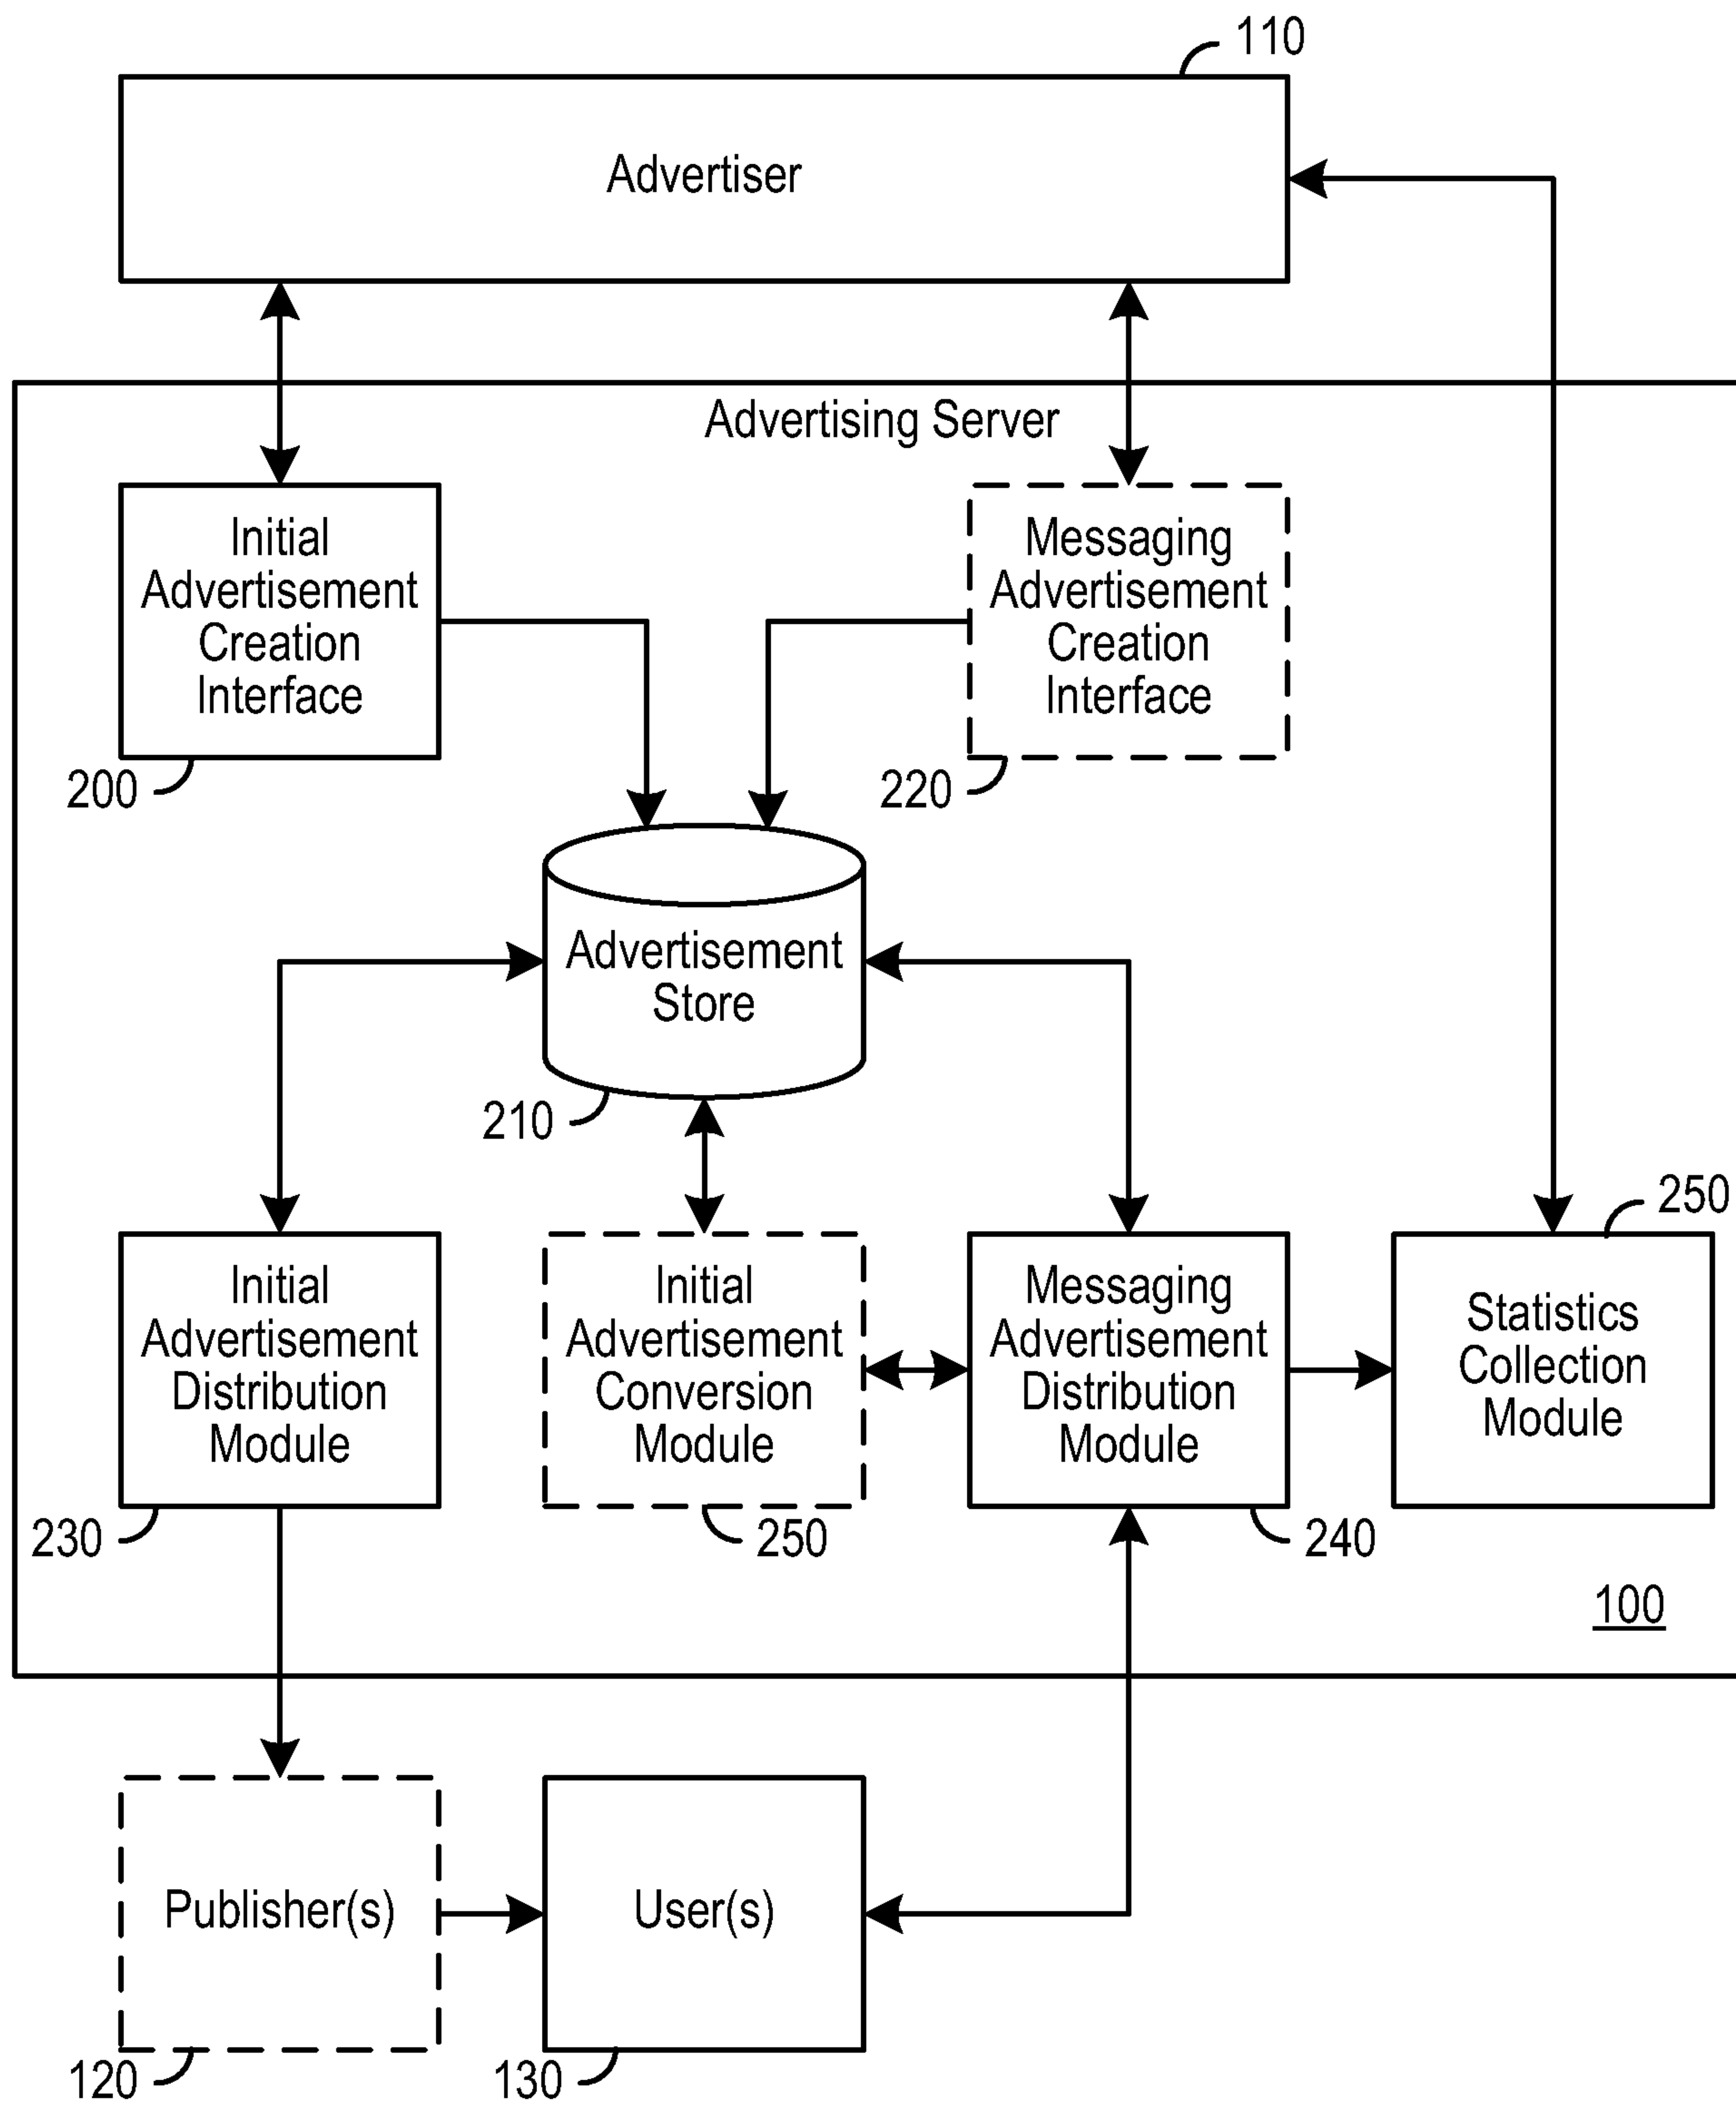 110
Advertiser
Advertising Server
Initial
Advertisement
Creation
Interface
200
Messaging
Advertisement
Creation
Interface
220
Advertisement
Store
210
Initial
Advertisement
Distribution
Module
230
Initial
Advertisement
Conversion
Module
250
Messaging
Advertisement
Distribution
Module
240
250
Statistics
Collection
Module
100
Publisher(s)
120
User(s)
130